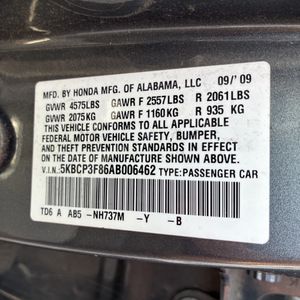 MFD. BY HONDA MFG. OF ALABAMA, LLC 09/'09
GVWR 4575LBS GAWR F 2557LBS R 2061LBS
GVWR 2075KG GAWR F 1160KG R 935 KG
THIS VEHICLE CONFORMS TO ALL APPLICABLE
FEDERAL MOTOR VEHICLE SAFETY, BUMPER,
AND THEFT PREVENTION STANDARDS IN EFFECT
ON THE DATE OF MANUFACTURE SHOWN ABOVE.
V.I.N: 5KBCP3F86AB006462 TYPE: PASSENGER CAR
TD6 A AB5 -NH737M -Y -B